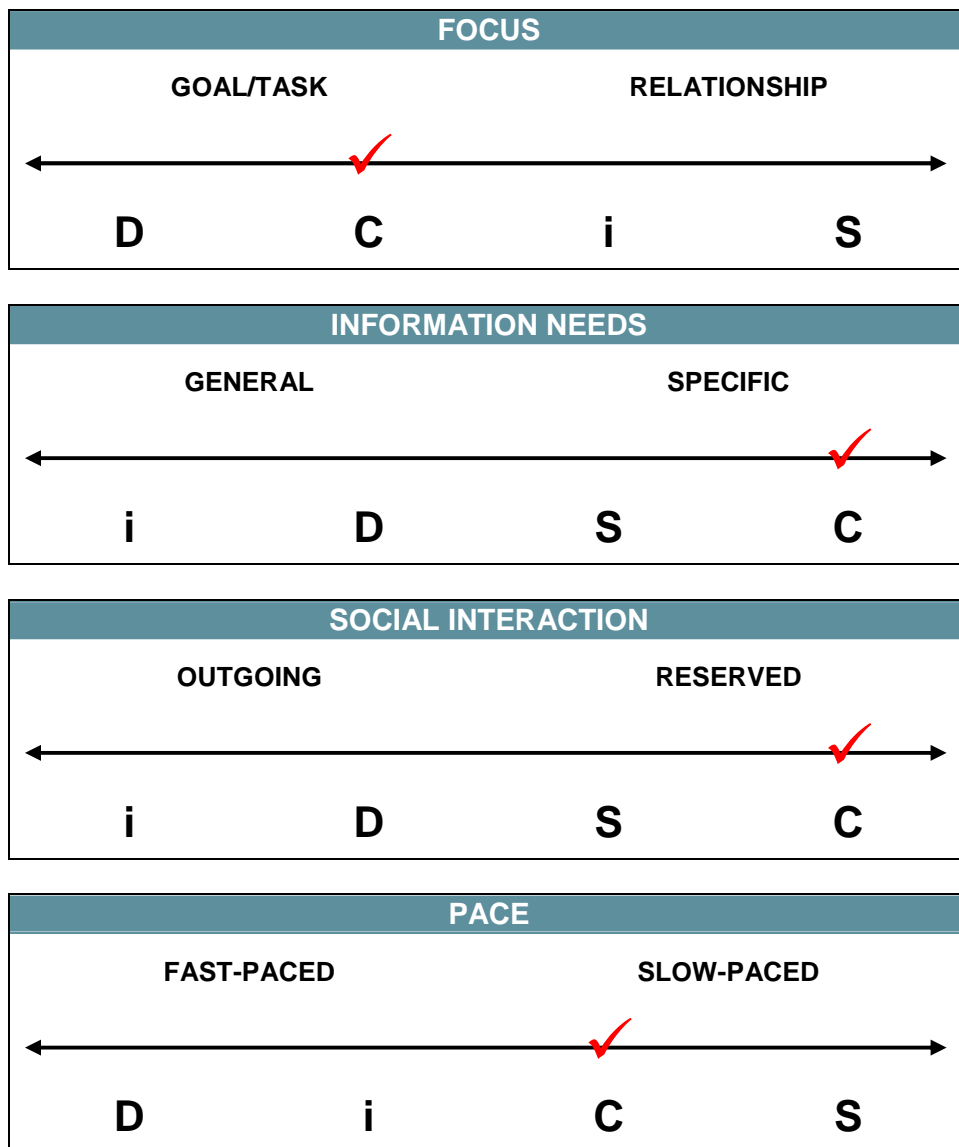 FOCUS
GOAL/TASK RELATIONSHIP
D C i S
INFORMATION NEEDS
GENERAL SPECIFIC
i D S C
SOCIAL INTERACTION
OUTGOING RESERVED
i D S C
PACE
FAST-PACED SLOW-PACED
D i C S